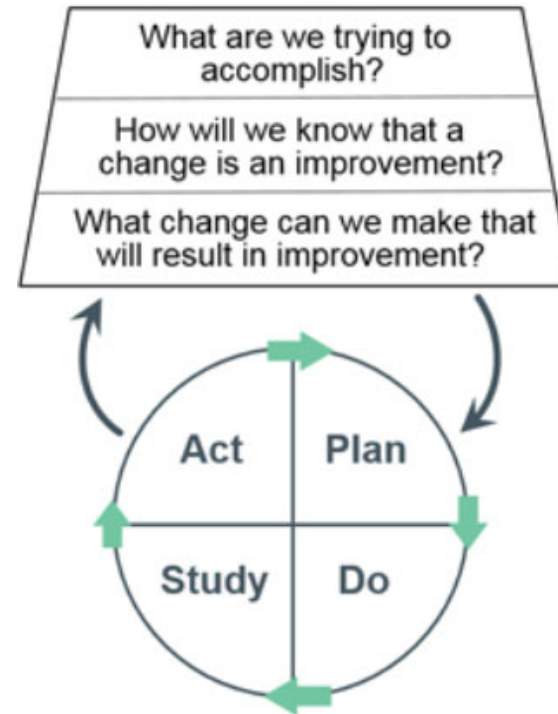 What are we trying to
accomplish?
How will we know that a
change is an improvement?
What change can we make that
will result in improvement?
Act
Plan
Study
Do